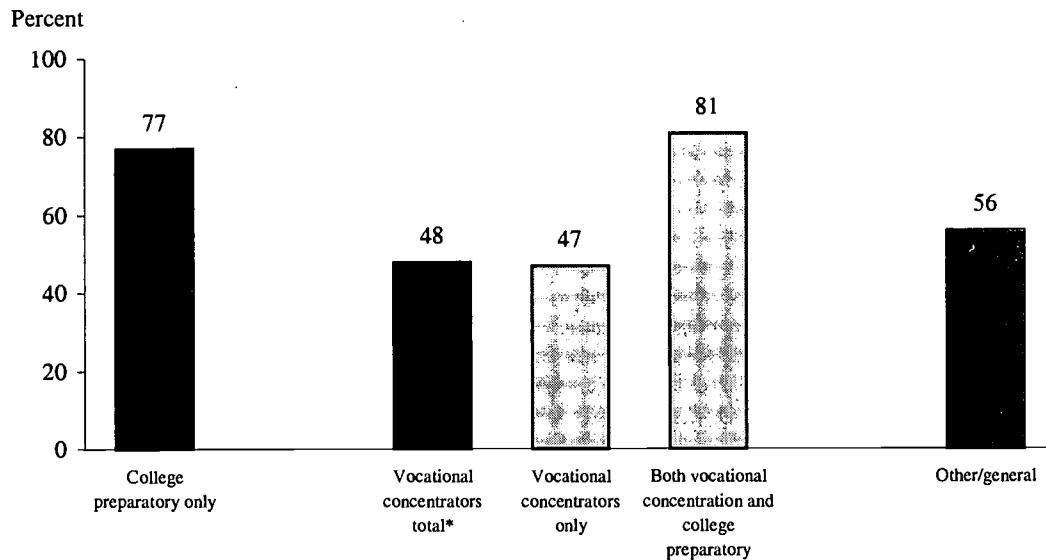 Percent
100
80
60
40
20
0
77
48
47
81
56
College
preparatory only
Vocational
concentrators
total*
Vocational
concentrators
only
Both vocational
concentration and
college
preparatory
Other/general